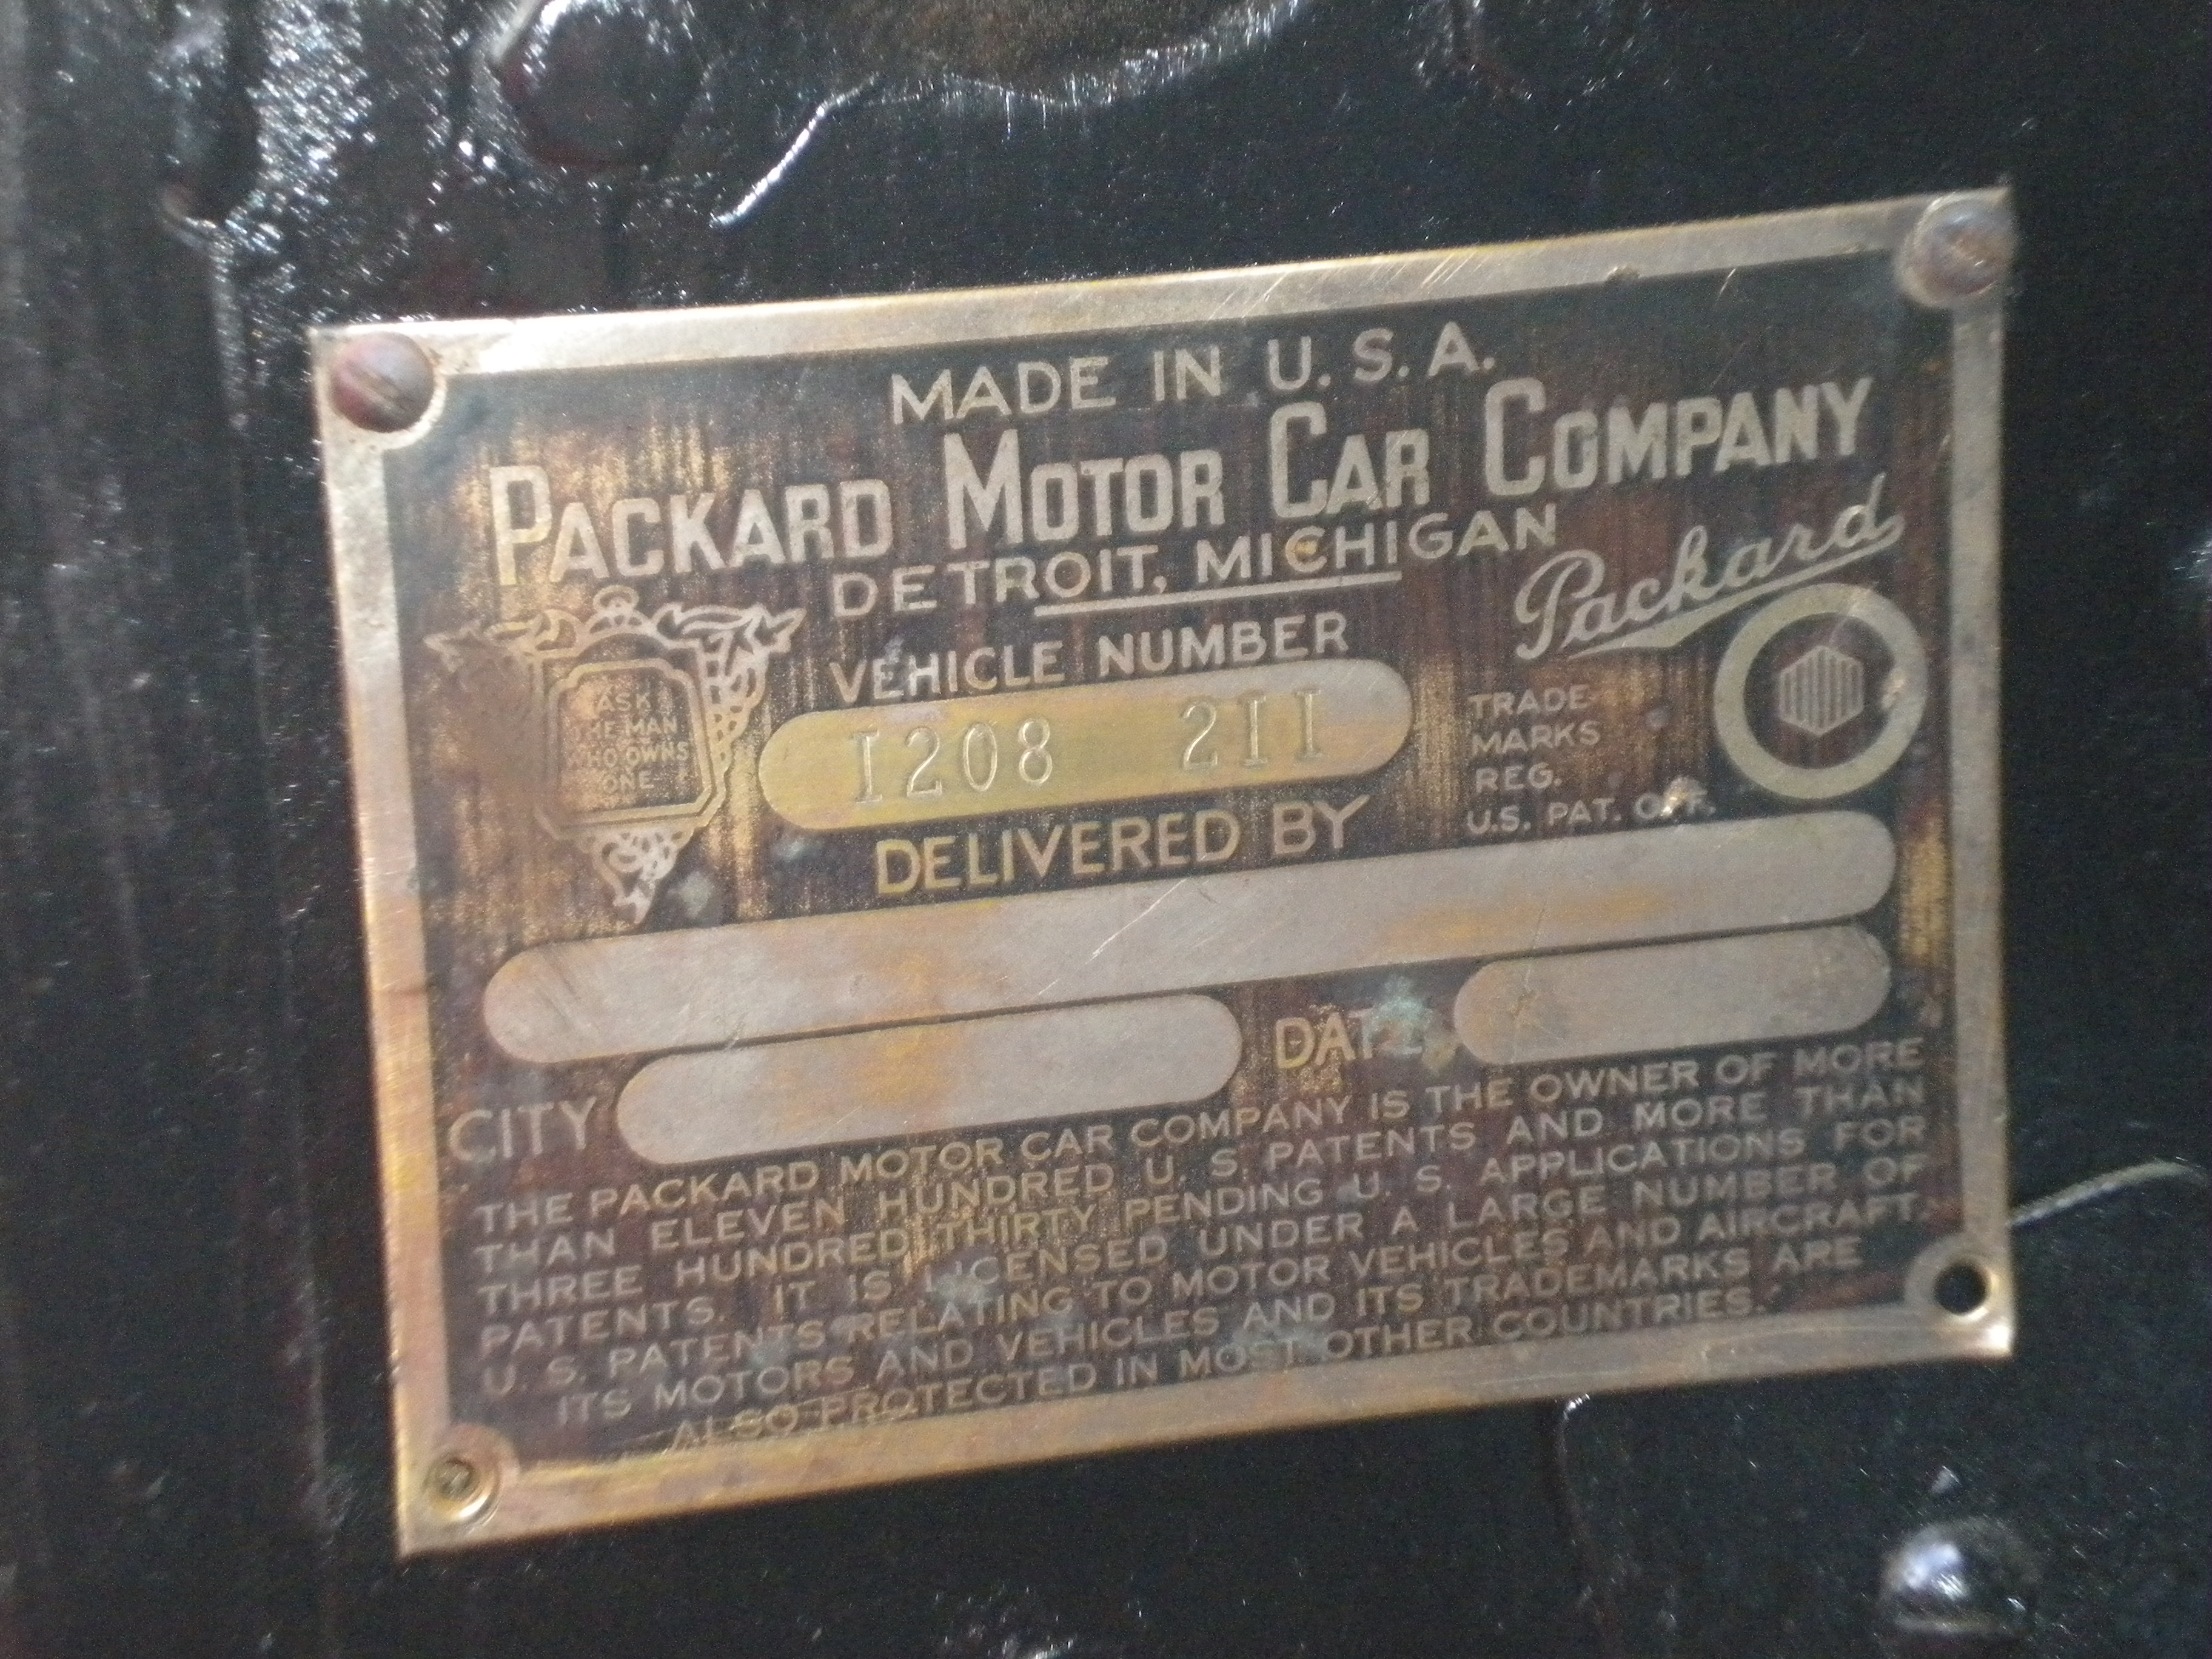 MADE IN U.S.A.
PACKARD MOTOR CAR COMPANY
DETROIT, MICHIGAN
Packard
ASK
THE MAN
WHO OWNS
ONE
VEHICLE NUMBER
1208 211
TRADE
MARKS
REG.
U.S. PAT. OFF.
DELIVERED BY
CITY
DATE
THE PACKARD MOTOR CAR COMPANY IS THE OWNER OF MORE
THAN ELEVEN HUNDRED U. S. PATENTS AND MORE THAN
THREE HUNDRED THIRTY PENDING U. S. APPLICATIONS FOR
PATENTS. IT IS LICENSED UNDER A LARGE NUMBER OF
U. S. PATENTS RELATING TO MOTOR VEHICLES AND AIRCRAFT.
ITS MOTORS AND VEHICLES AND ITS TRADEMARKS ARE
ALSO PROTECTED IN MOST OTHER COUNTRIES.